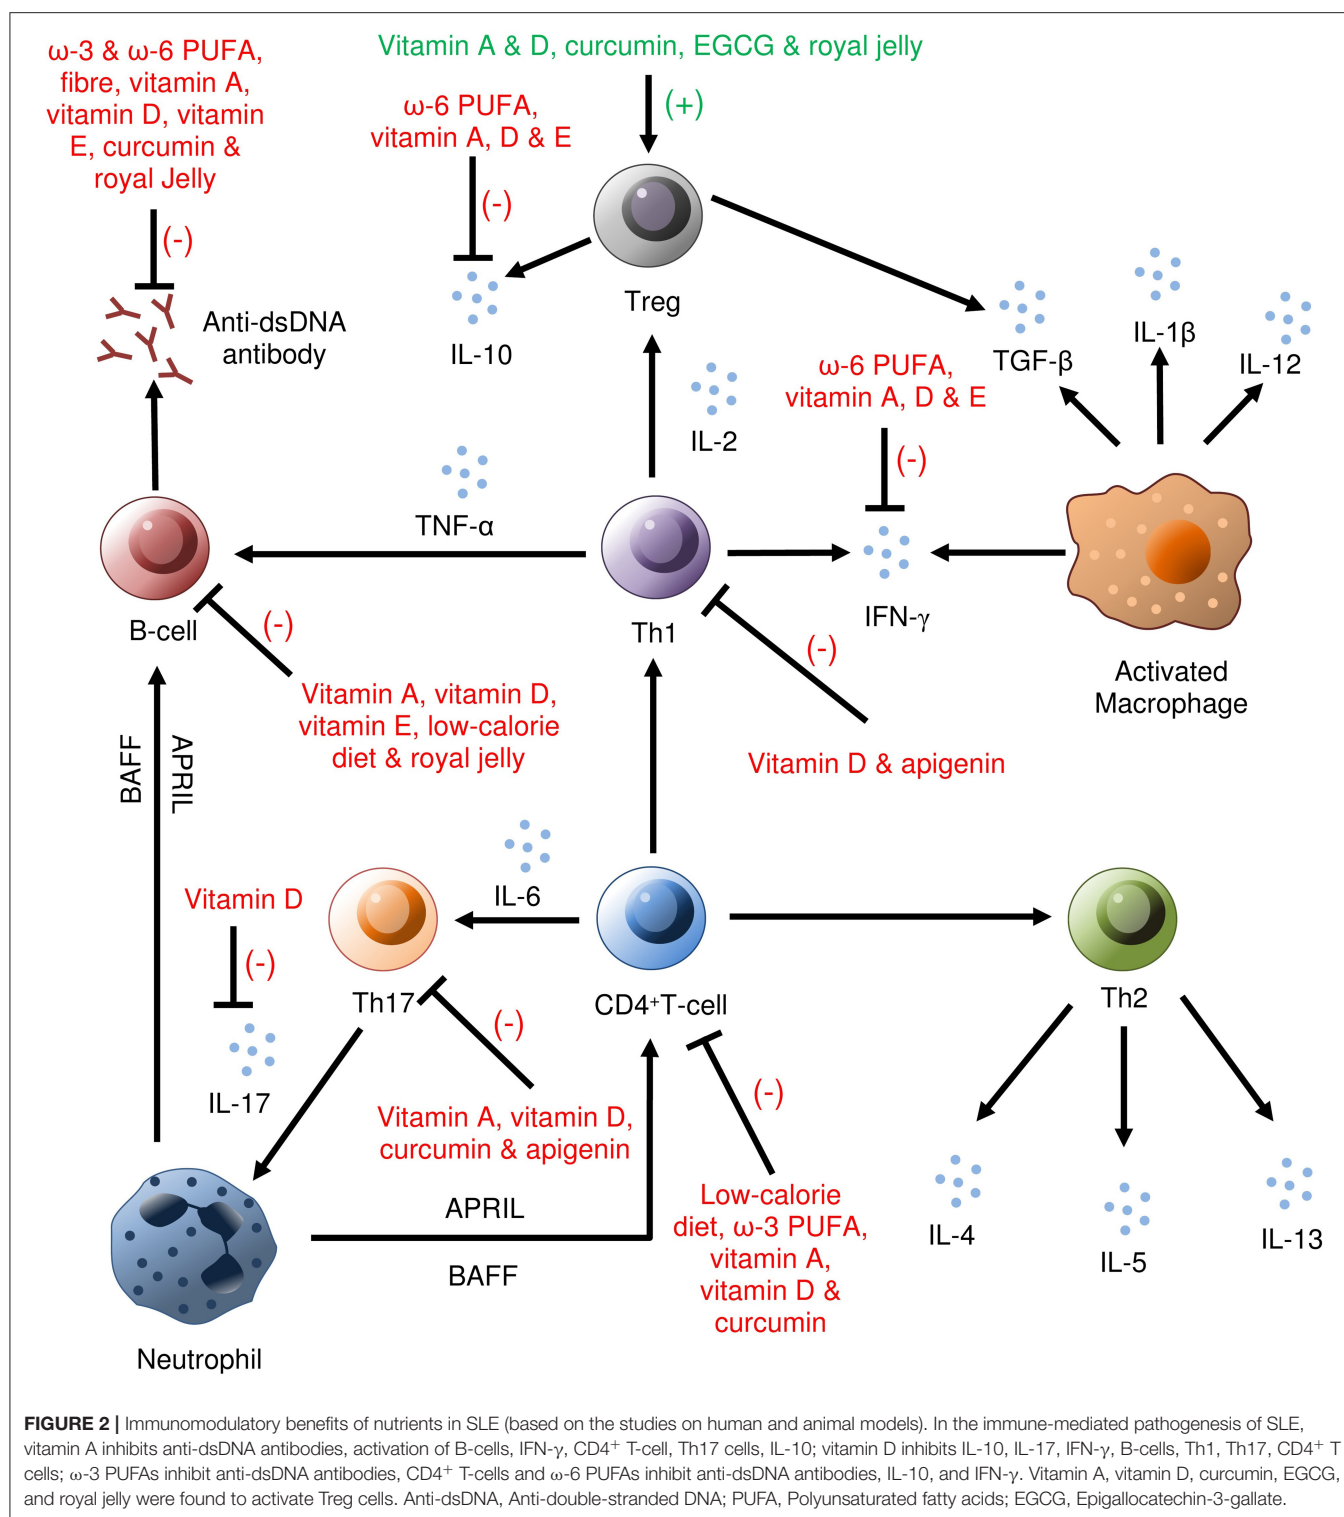 ω-3 & ω-6 PUFA,
fibre, vitamin A,
vitamin D, vitamin
E, curcumin &
royal Jelly
(-)
Anti-dsDNA
antibody
Vitamin A & D, curcumin, EGCG & royal jelly
(+)
ω-6 PUFA,
vitamin A, D & E
(-)
IL-10
Treg
TGF-β
IL-1β
IL-12
IL-2
ω-6 PUFA,
vitamin A, D & E
(-)
TNF-α
B-cell
Th1
IFN-γ
Activated
Macrophage
(-)
Vitamin A, vitamin D,
vitamin E, low-calorie
diet & royal jelly
(-)
Vitamin D & apigenin
BAFF
APRIL
IL-6
Vitamin D
(-)
IL-17
Th17
CD4⁺T-cell
Th2
(-)
Vitamin A, vitamin D,
curcumin & apigenin
(-)
Low-calorie
diet, ω-3 PUFA,
vitamin A,
vitamin D &
curcumin
APRIL
BAFF
IL-4
IL-5
IL-13
Neutrophil
FIGURE 2 | Immunomodulatory benefits of nutrients in SLE (based on the studies on human and animal models). In the immune-mediated pathogenesis of SLE,
vitamin A inhibits anti-dsDNA antibodies, activation of B-cells, IFN-γ, CD4⁺ T-cell, Th17 cells, IL-10; vitamin D inhibits IL-10, IL-17, IFN-γ, B-cells, Th1, Th17, CD4⁺ T
cells; ω-3 PUFAs inhibit anti-dsDNA antibodies, CD4⁺ T-cells and ω-6 PUFAs inhibit anti-dsDNA antibodies, IL-10, and IFN-γ. Vitamin A, vitamin D, curcumin, EGCG,
and royal jelly were found to activate Treg cells. Anti-dsDNA, Anti-double-stranded DNA; PUFA, Polyunsaturated fatty acids; EGCG, Epigallocatechin-3-gallate.